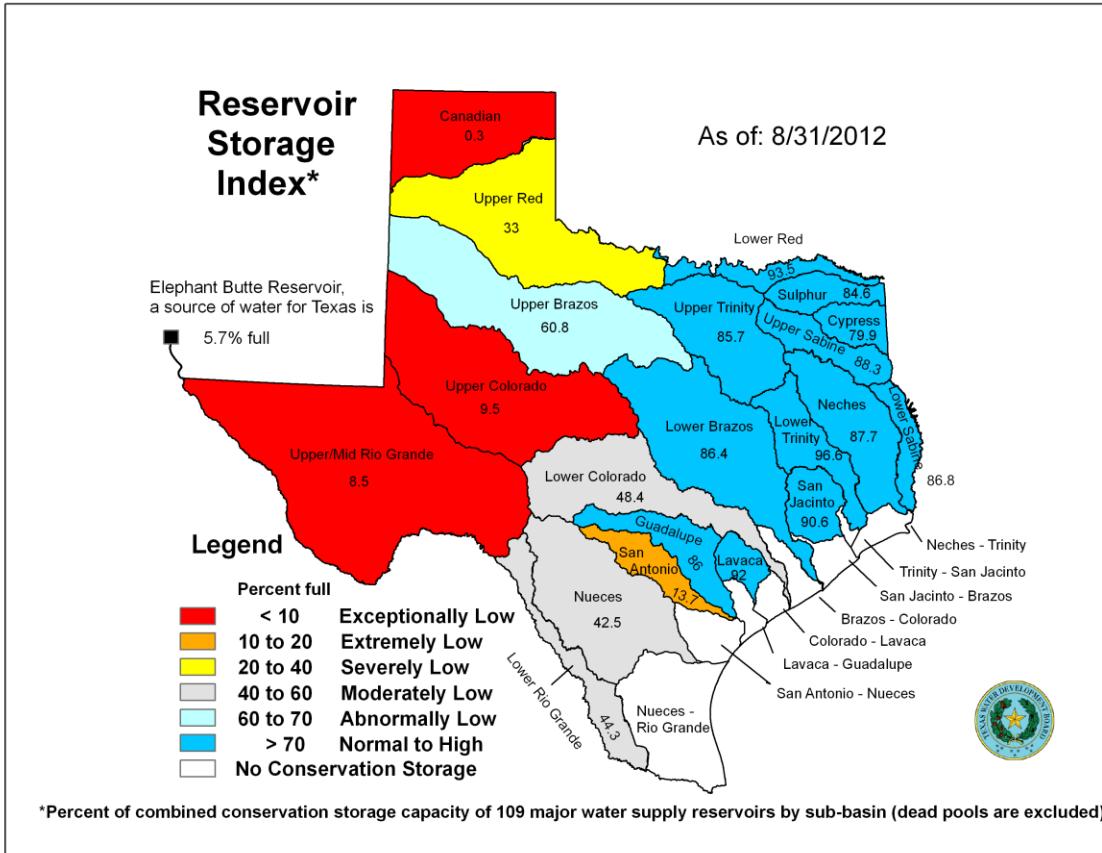 Reservoir
Storage
Index*
As of: 8/31/2012
Canadian
0.3
Upper Red
33
Lower Red
93.5
Sulphur
84.6
Cypress
79.9
Upper Sabine
88.3
Upper Trinity
85.7
Upper Brazos
60.8
Elephant Butte Reservoir,
a source of water for Texas is
5.7% full
Upper Colorado
9.5
Upper/Mid Rio Grande
8.5
Lower Brazos
86.4
Lower
Trinity
96.6
Neches
87.7
Lower Sabine
86.8
San
Jacinto
90.6
Lower Colorado
48.4
Guadalupe
86
San
Antonio
13.7
Lavaca
92
Nueces
42.5
Lower Rio Grande
44.3
Nueces -
Rio Grande
Neches - Trinity
Trinity - San Jacinto
San Jacinto - Brazos
Brazos - Colorado
Colorado - Lavaca
Lavaca - Guadalupe
San Antonio - Nueces
Legend
Percent full
< 10 Exceptionally Low
10 to 20 Extremely Low
20 to 40 Severely Low
40 to 60 Moderately Low
60 to 70 Abnormally Low
> 70 Normal to High
No Conservation Storage
TEXAS WATER DEVELOPMENT BOARD
*Percent of combined conservation storage capacity of 109 major water supply reservoirs by sub-basin (dead pools are excluded)